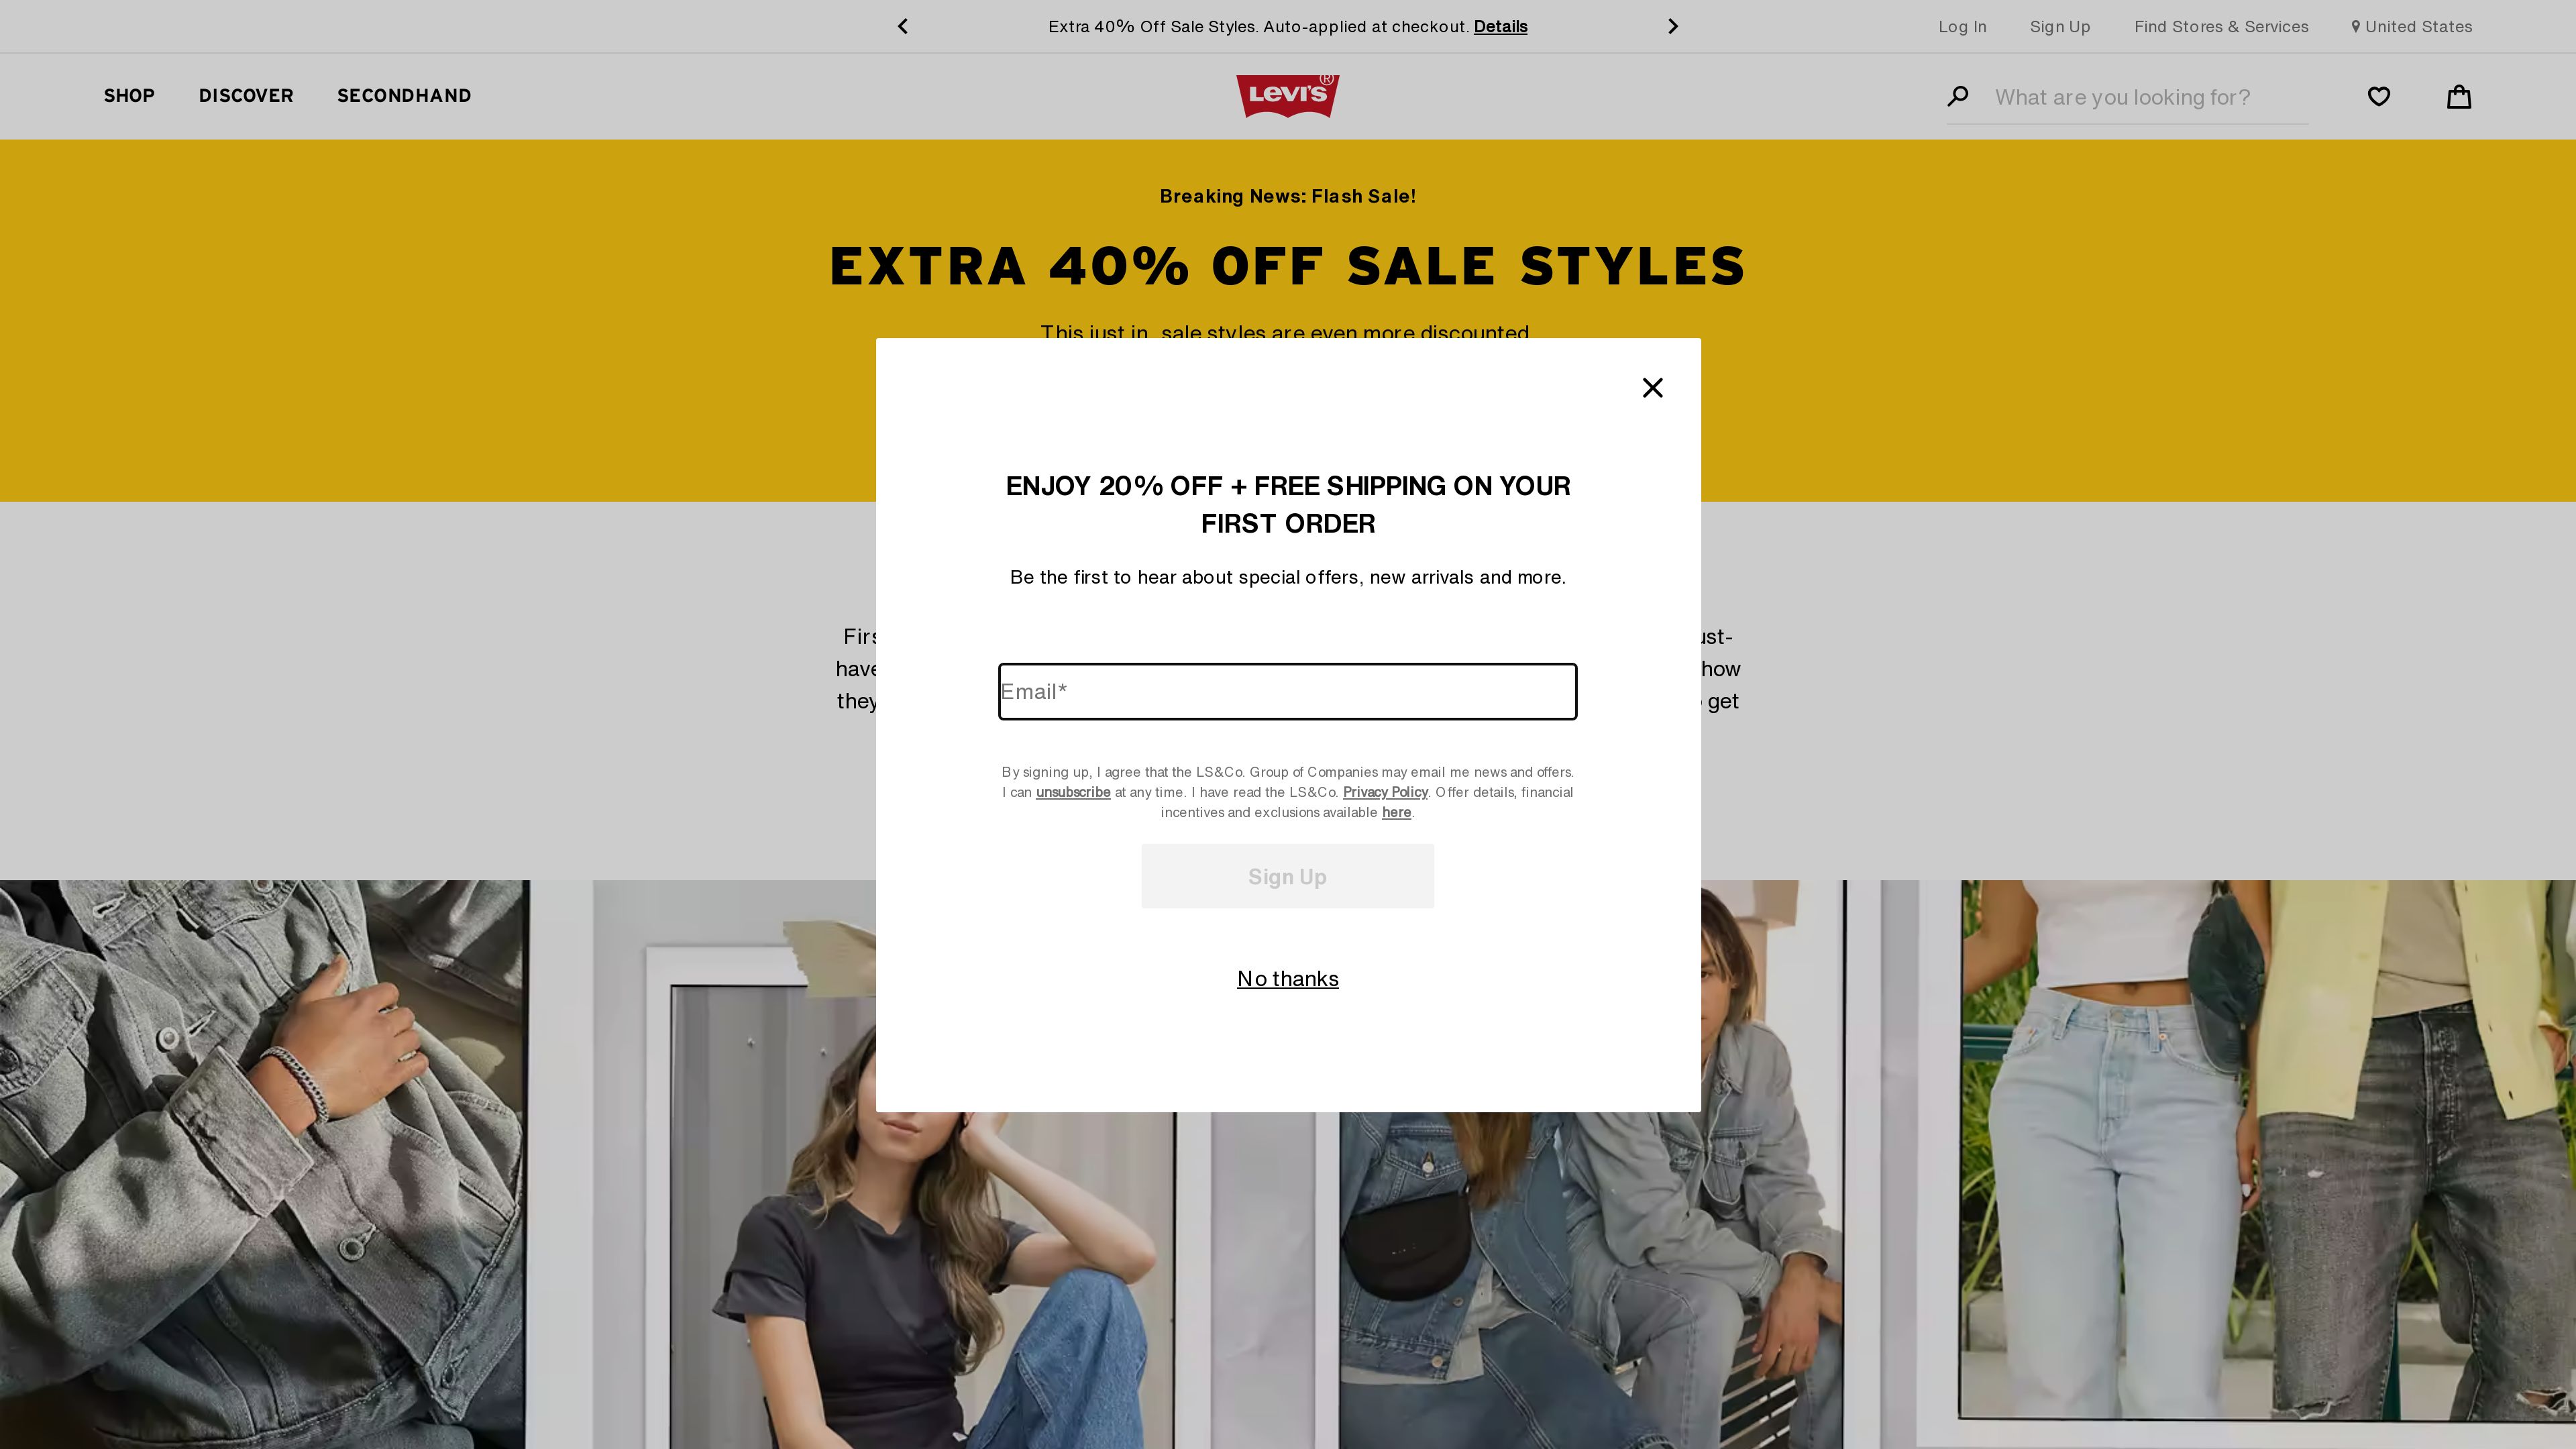 Extra 40% Off Sale Styles. Auto-applied at checkout. Details
Log In
Sign Up
Find Stores & Services
United States
SHOP
DISCOVER
SECONDHAND
LEVI'S®
What are you looking for?
Breaking News: Flash Sale!
EXTRA 40% OFF SALE STYLES
This just in, sale styles are even more discounted.
ENJOY 20% OFF + FREE SHIPPING ON YOUR
FIRST ORDER
Be the first to hear about special offers, new arrivals and more.
how
they
get
have
Email*
By signing up, I agree that the LS&Co. Group of Companies may email me news and offers.
I can unsubscribe at any time. I have read the LS&Co. Privacy Policy. Offer details, financial
incentives and exclusions available here.
Sign Up
No thanks